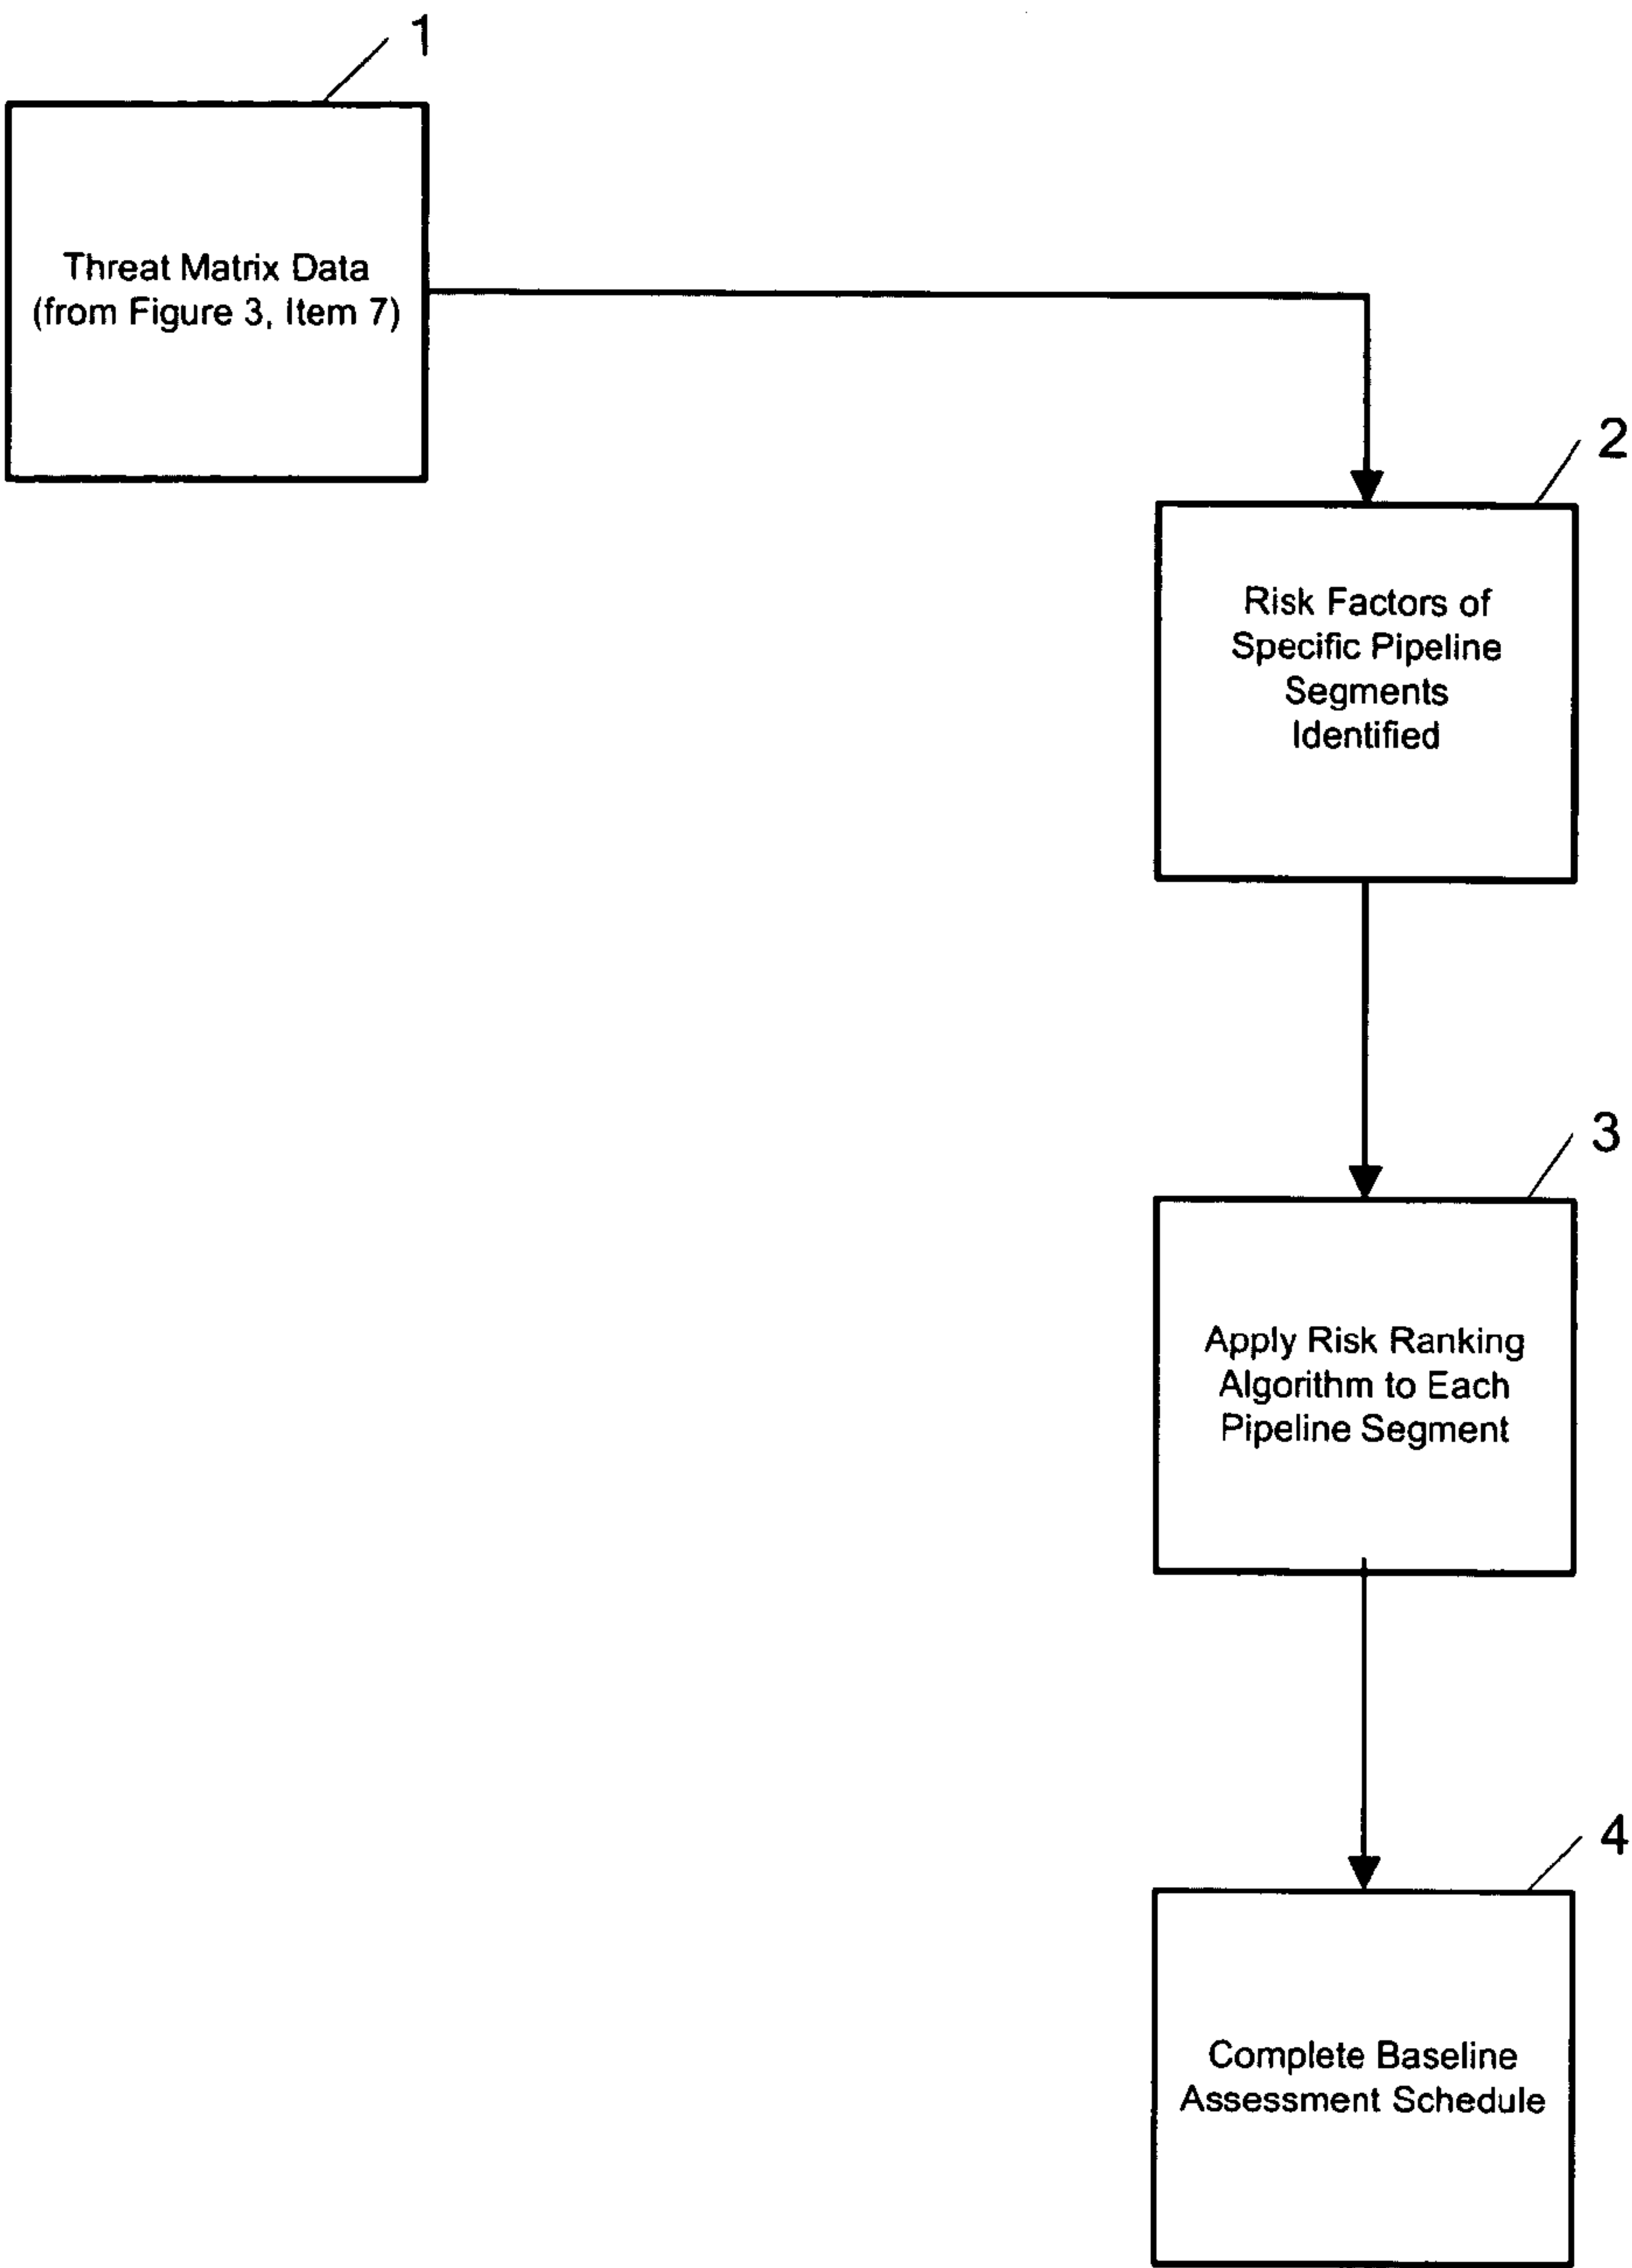 1
Threat Matrix Data
(from Figure 3, Item 7)
2
Risk Factors of
Specific Pipeline
Segments
Identified
3
Apply Risk Ranking
Algorithm to Each
Pipeline Segment
4
Complete Baseline
Assessment Schedule